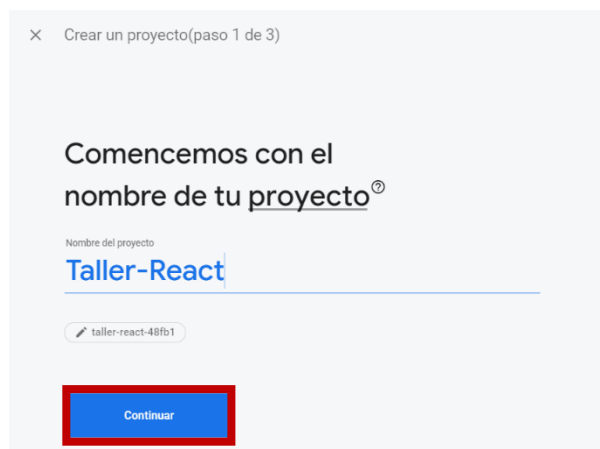 Crear un proyecto(paso 1 de 3)
Comencemos con el
nombre de tu proyecto
Nombre del proyecto
Taller-React
taller-react-48fb1
Continuar